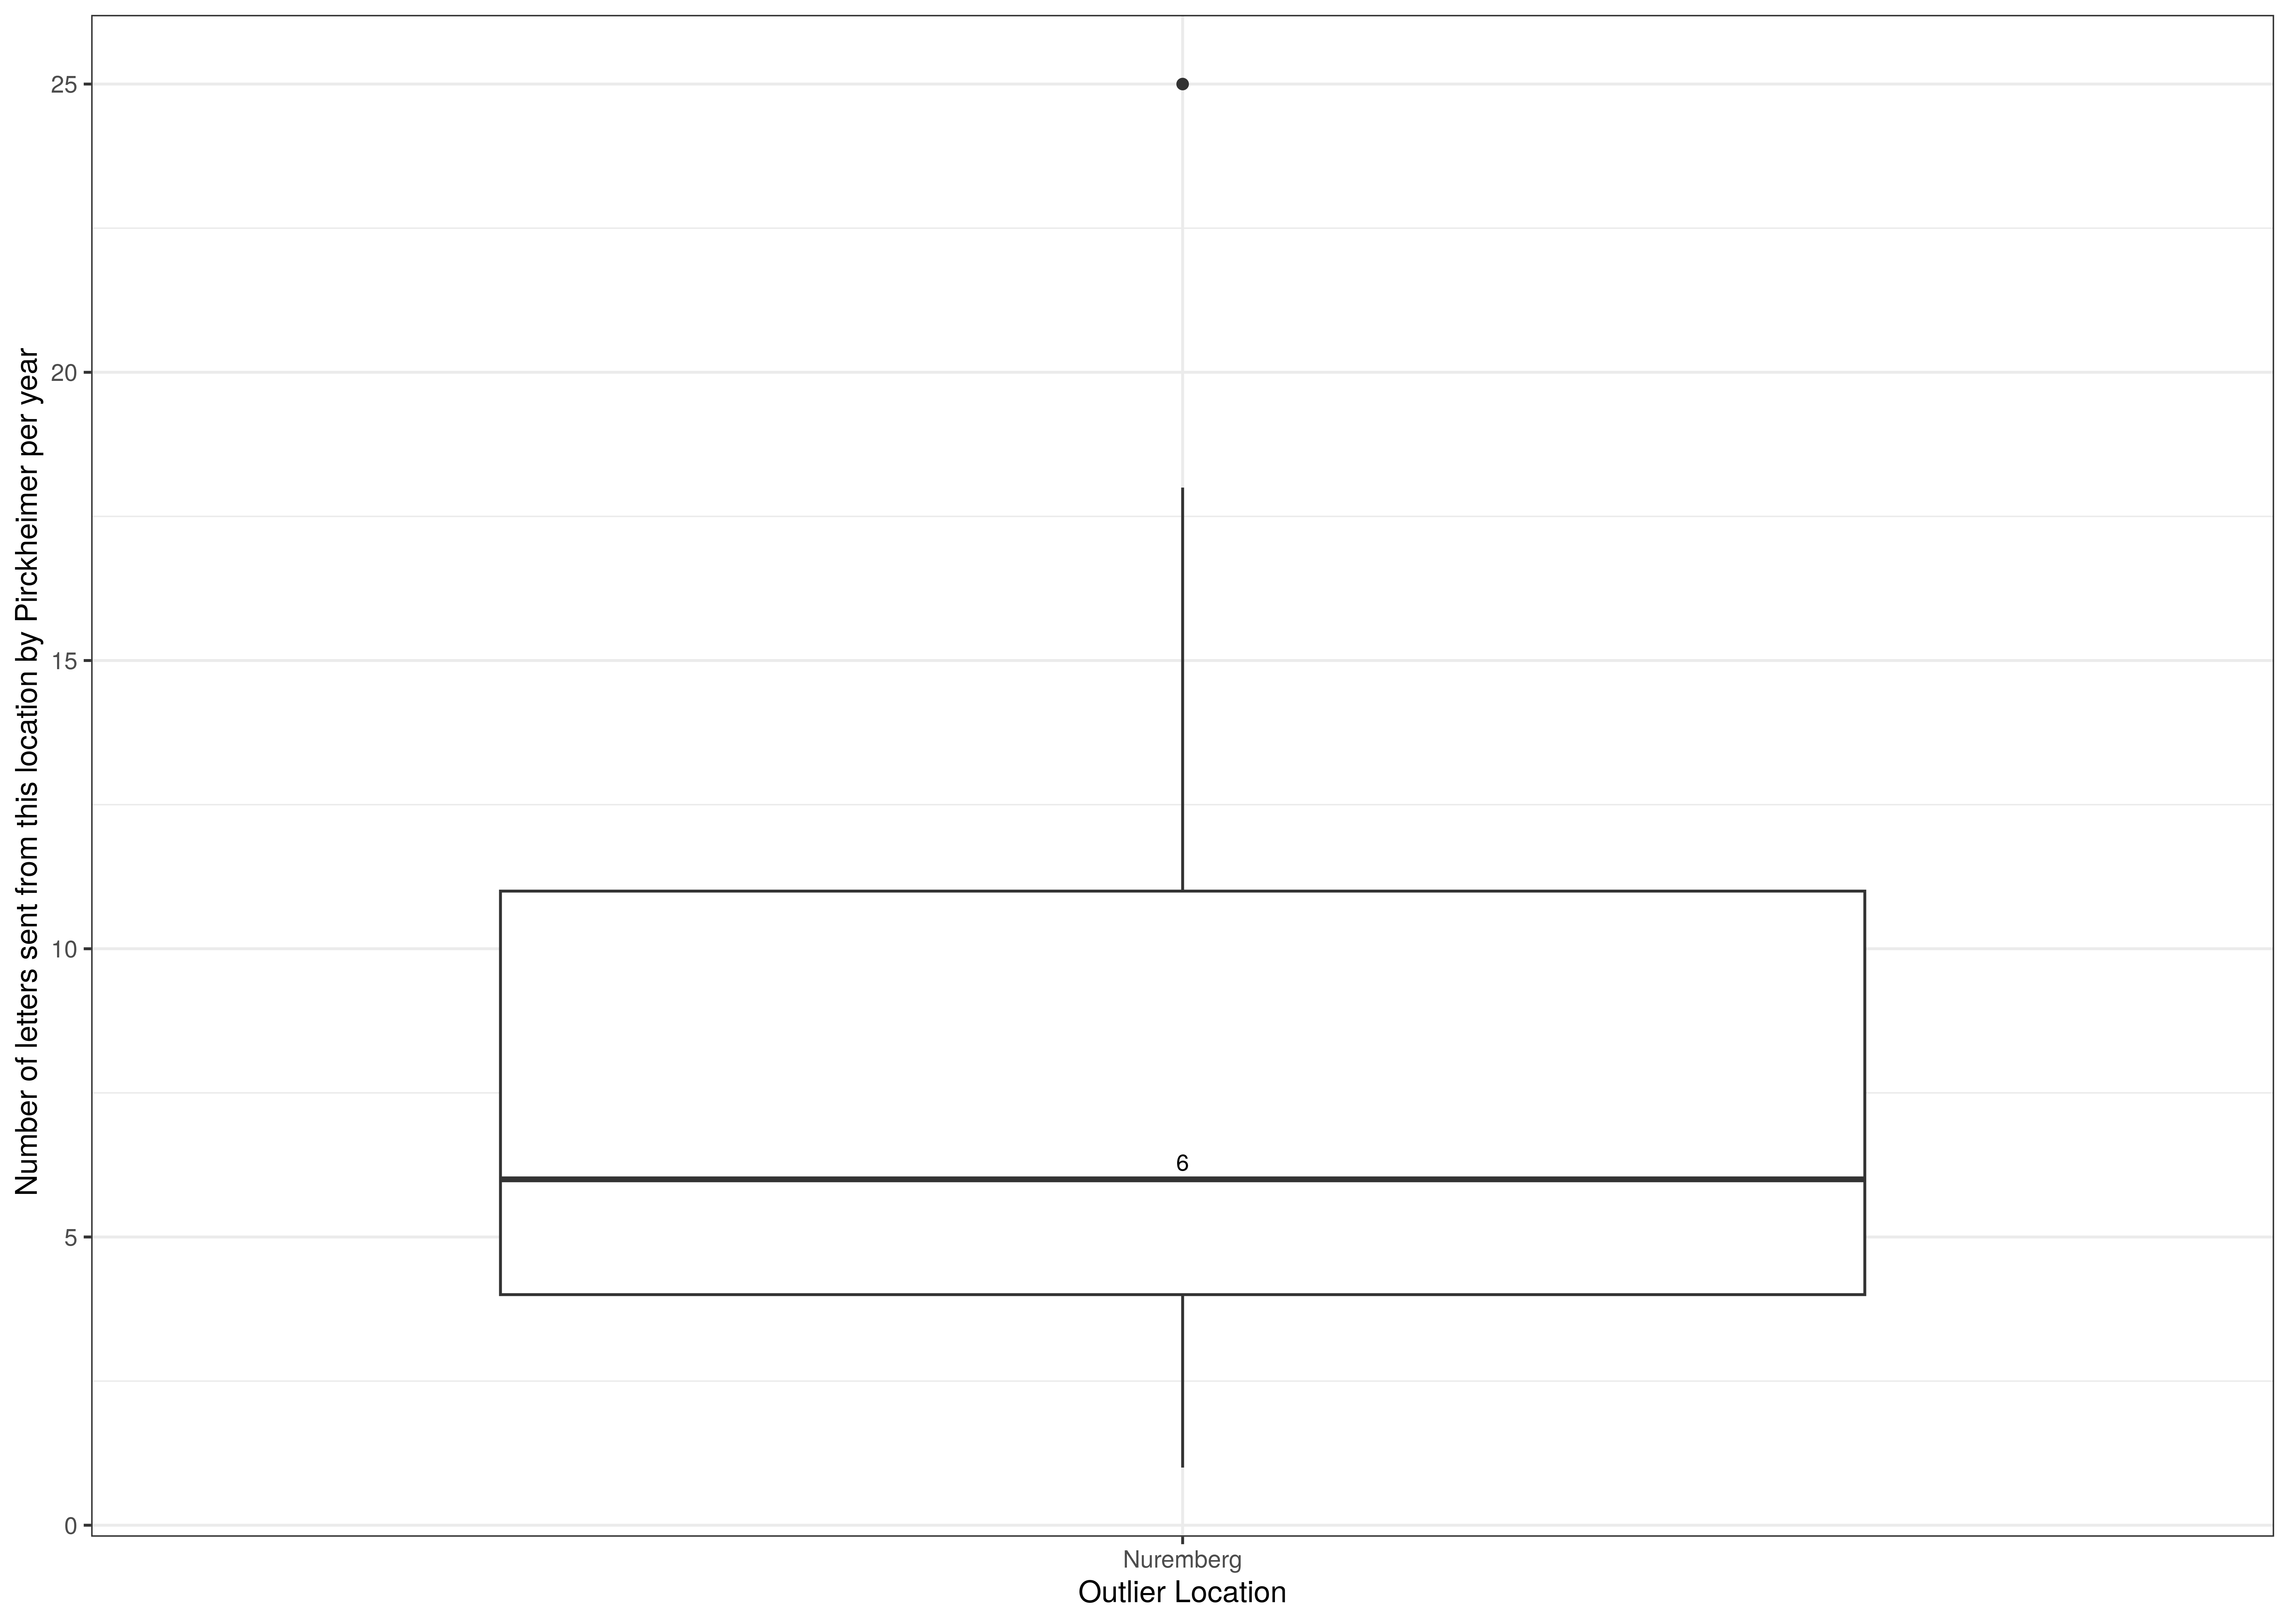 Number of letters sent from this location by Pirckheimer per year
25
20
15
10
5
0
6
Nuremberg
Outlier Location